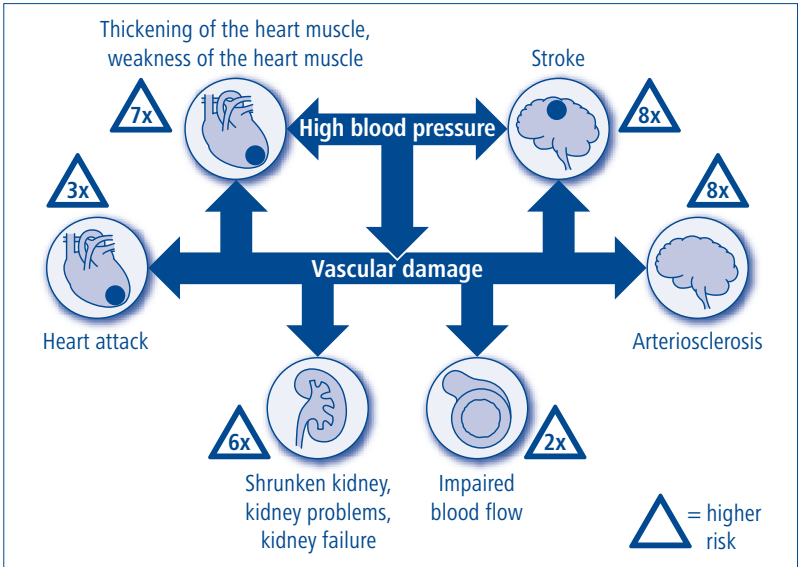 Thickening of the heart muscle,
weakness of the heart muscle
Stroke
7x
High blood pressure
8x
3x
8x
Vascular damage
Heart attack
Arteriosclerosis
6x
2x
Shrunken kidney,
kidney problems,
kidney failure
Impaired
blood flow
= higher
risk